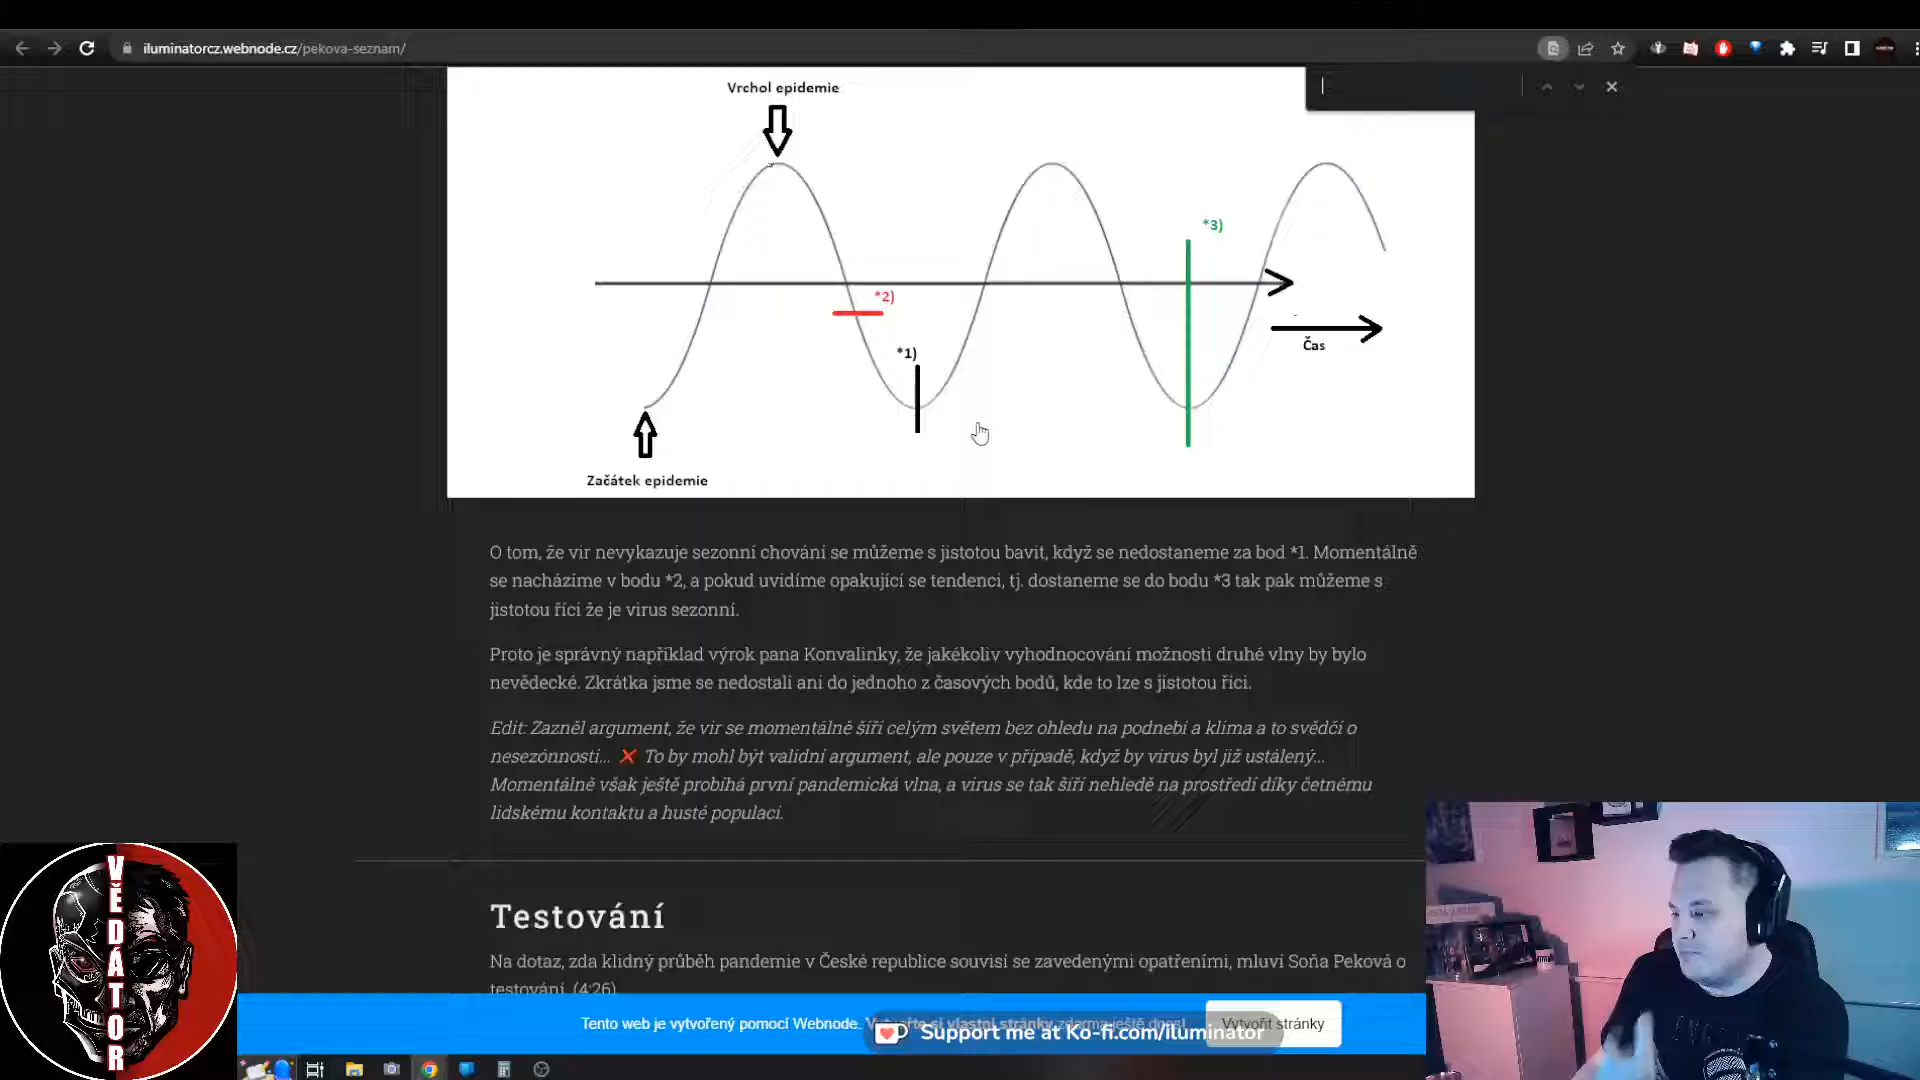 iluminatorcz.webnode.cz/pekova-seznam/
Vrchol epidemie
*3)
*2)
*1)
Čas
Začátek epidemie
O tom, že vir nevykazuje sezonní chování se můžeme s jistotou bavit, když se nedostaneme za bod *1. Momentálně
se nacházíme v bodu *2, a pokud uvidíme opakující se tendenci, tj. dostaneme se do bodu *3 tak pak můžeme s
jistotou říci že je virus sezonní.
Proto je správný například výrok pana Konvalinky, že jakékoliv vyhodnocování možnosti druhé vlny by bylo
nevědecké. Zkrátka jsme se nedostali ani do jednoho z časových bodů, kde to lze s jistotou říci.
Edit: Zazněl argument, že vir se momentálně šíří celým světem bez ohledu na podnebí a klima a to svědčí o
nesezónnosti... ❌ To by mohl být validní argument, ale pouze v případě, když by virus byl již ustálený...
Momentálně však ještě probíhá první pandemická vlna, a virus se tak šíří nehledě na prostředí díky četnému
lidskému kontaktu a husté populaci.
Testování
Na dotaz, zda klidný průběh pandemie v České republice souvisí se zavedenými opatřeními, mluví Soňa Peková o
testování. (4:26)
VĚDÁTOR
Tento web je vytvořený pomocí Webnode. Vytvořte si vlastní stránky zdarma ještě dnes!
Vytvořit stránky
Support me at Ko-fi.com/iluminator